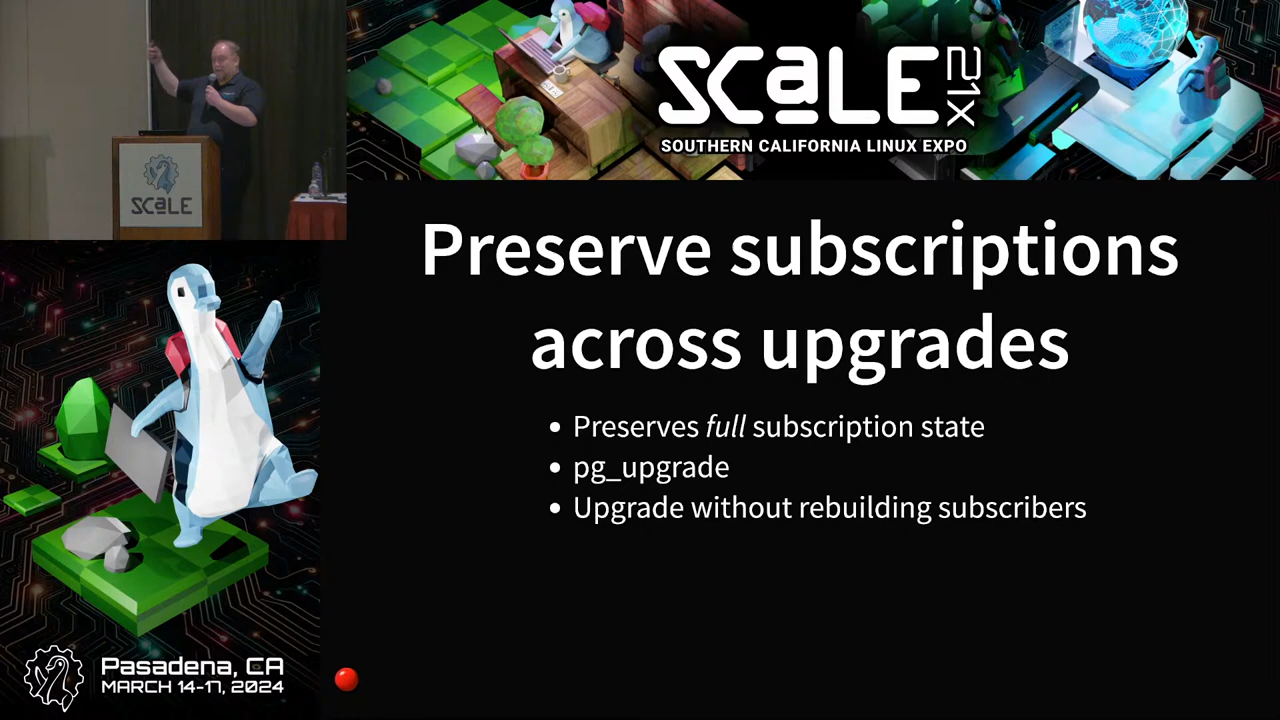 SCaLE 21X
SOUTHERN CALIFORNIA LINUX EXPO
SCaLE
Preserve subscriptions
across upgrades
• Preserves full subscription state
• pg_upgrade
• Upgrade without rebuilding subscribers
Pasadena, CA
MARCH 14-17, 2024